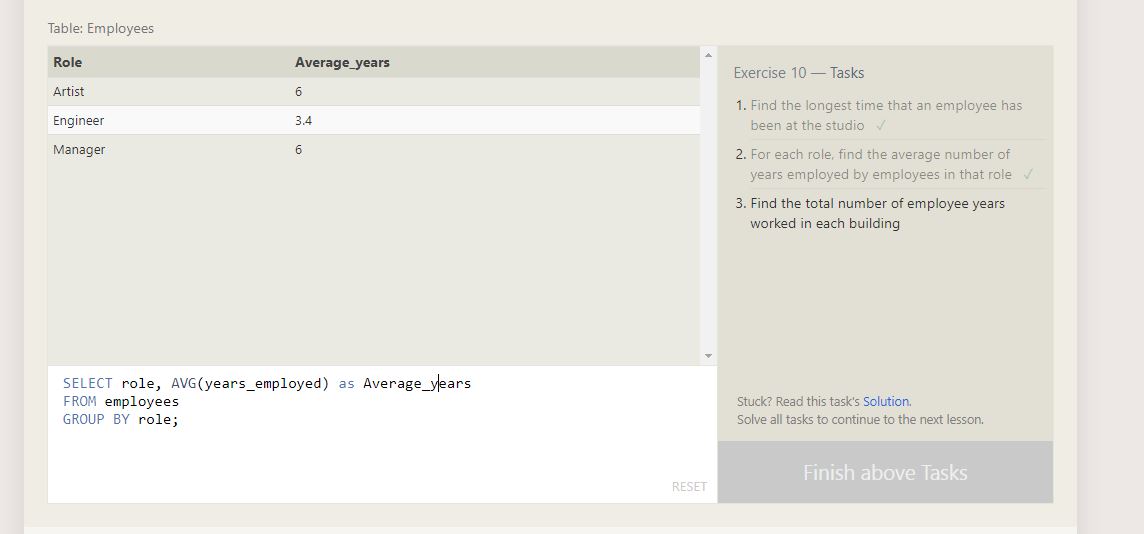 Table: Employees
Role Average_years
Artist 6
Engineer 3.4
Manager 6
SELECT role, AVG(years_employed) as Average_years
FROM employees
GROUP BY role;
RESET
Exercise 10 — Tasks
1. Find the longest time that an employee has
been at the studio ✓
2. For each role, find the average number of
years employed by employees in that role ✓
3. Find the total number of employee years
worked in each building
Stuck? Read this task's Solution.
Solve all tasks to continue to the next lesson.
Finish above Tasks